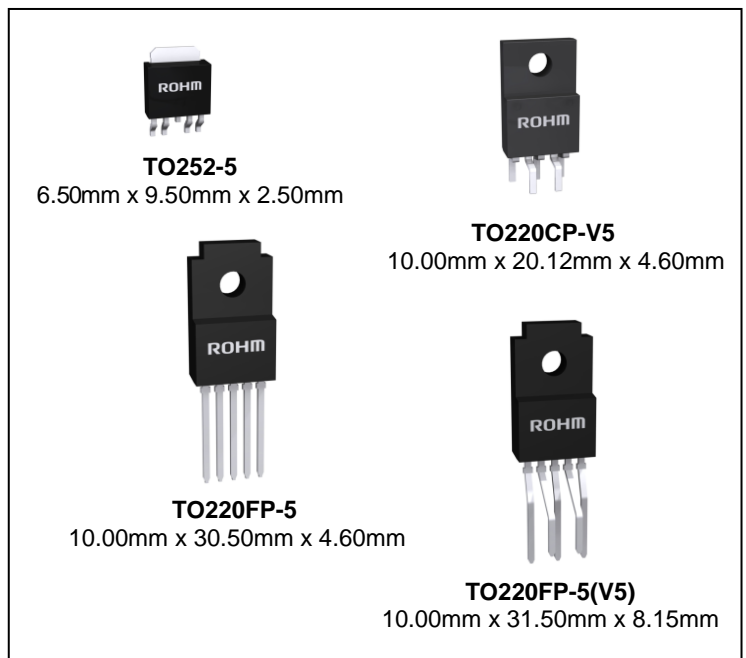 ROHM
TO252-5
6.50mm x 9.50mm x 2.50mm
ROHM
TO220CP-V5
10.00mm x 20.12mm x 4.60mm
ROHM
TO220FP-5
10.00mm x 30.50mm x 4.60mm
ROHM
TO220FP-5(V5)
10.00mm x 31.50mm x 8.15mm